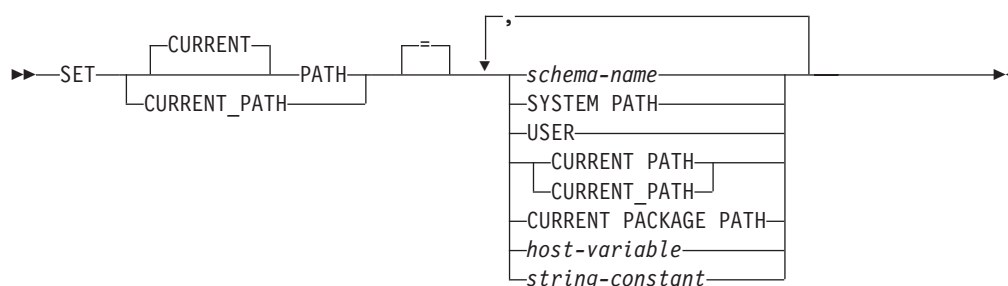 ,
CURRENT =
SET PATH schema-name
CURRENT_PATH SYSTEM PATH
USER
CURRENT PATH
CURRENT_PATH
CURRENT PACKAGE PATH
host-variable
string-constant